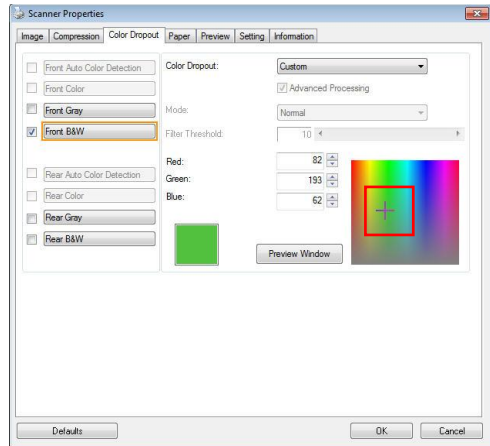 Scanner Properties
Image Compression Color Dropout Paper Preview Setting Information
Front Auto Color Detection
Front Color
Front Gray
Front B&W
Rear Auto Color Detection
Rear Color
Rear Gray
Rear B&W
Color Dropout: Custom
Advanced Processing
Mode: Normal
Filter Threshold: 10
Red: 82
Green: 193
Blue: 62
Preview Window
Defaults OK Cancel